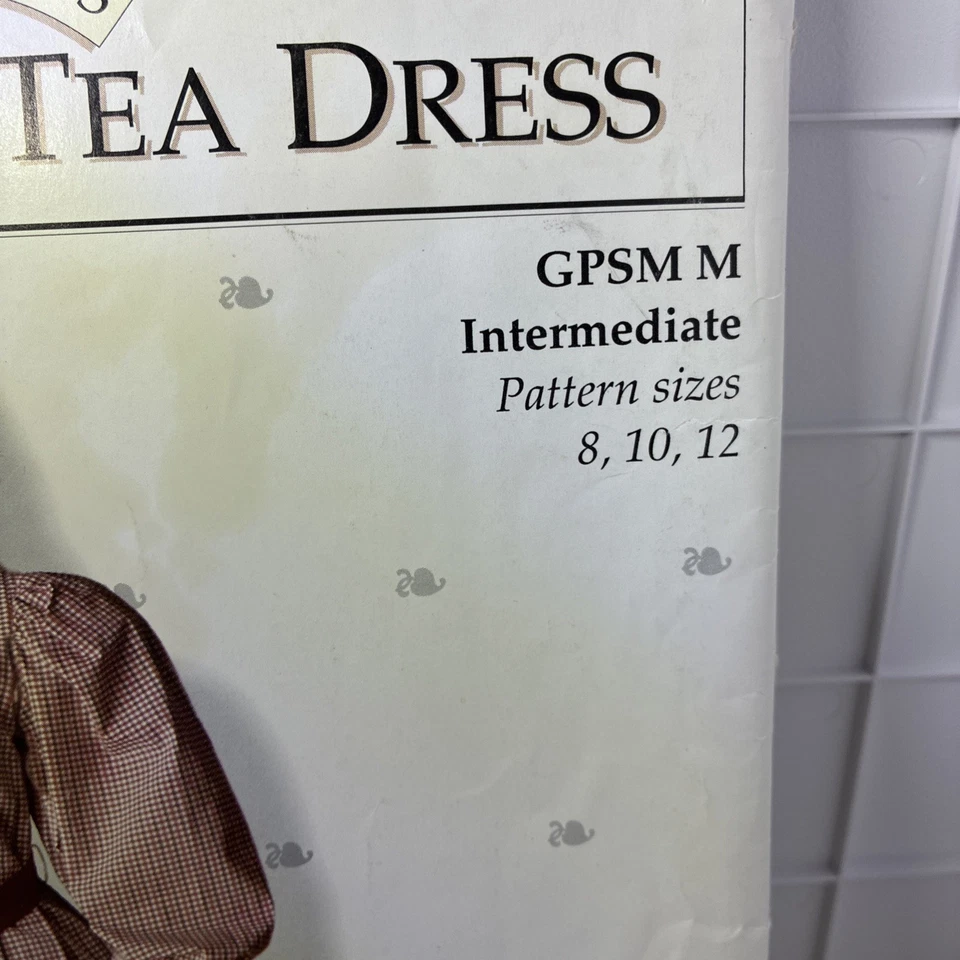 TEA DRESS
GPSM M
Intermediate
Pattern sizes
8, 10, 12